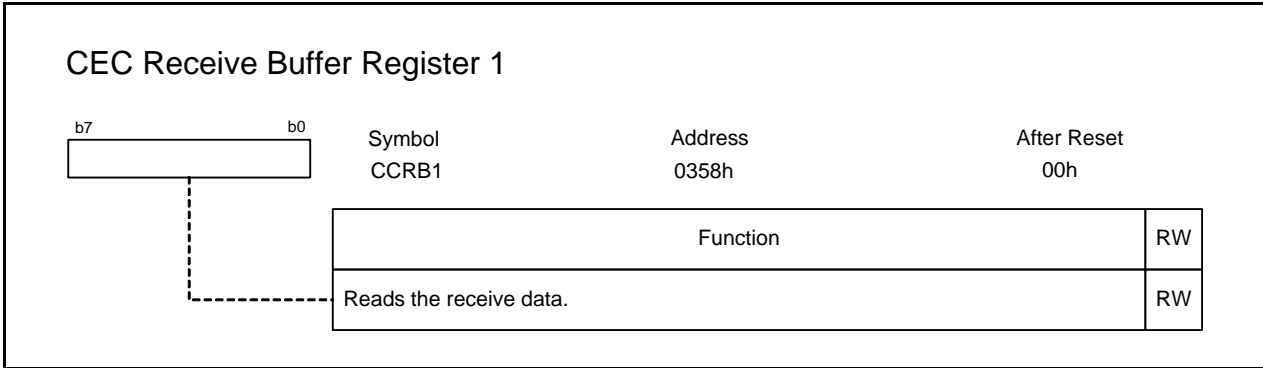 CEC Receive Buffer Register 1
b7 b0 Symbol Address After Reset
CCRB1 0358h 00h
Function RW
Reads the receive data. RW